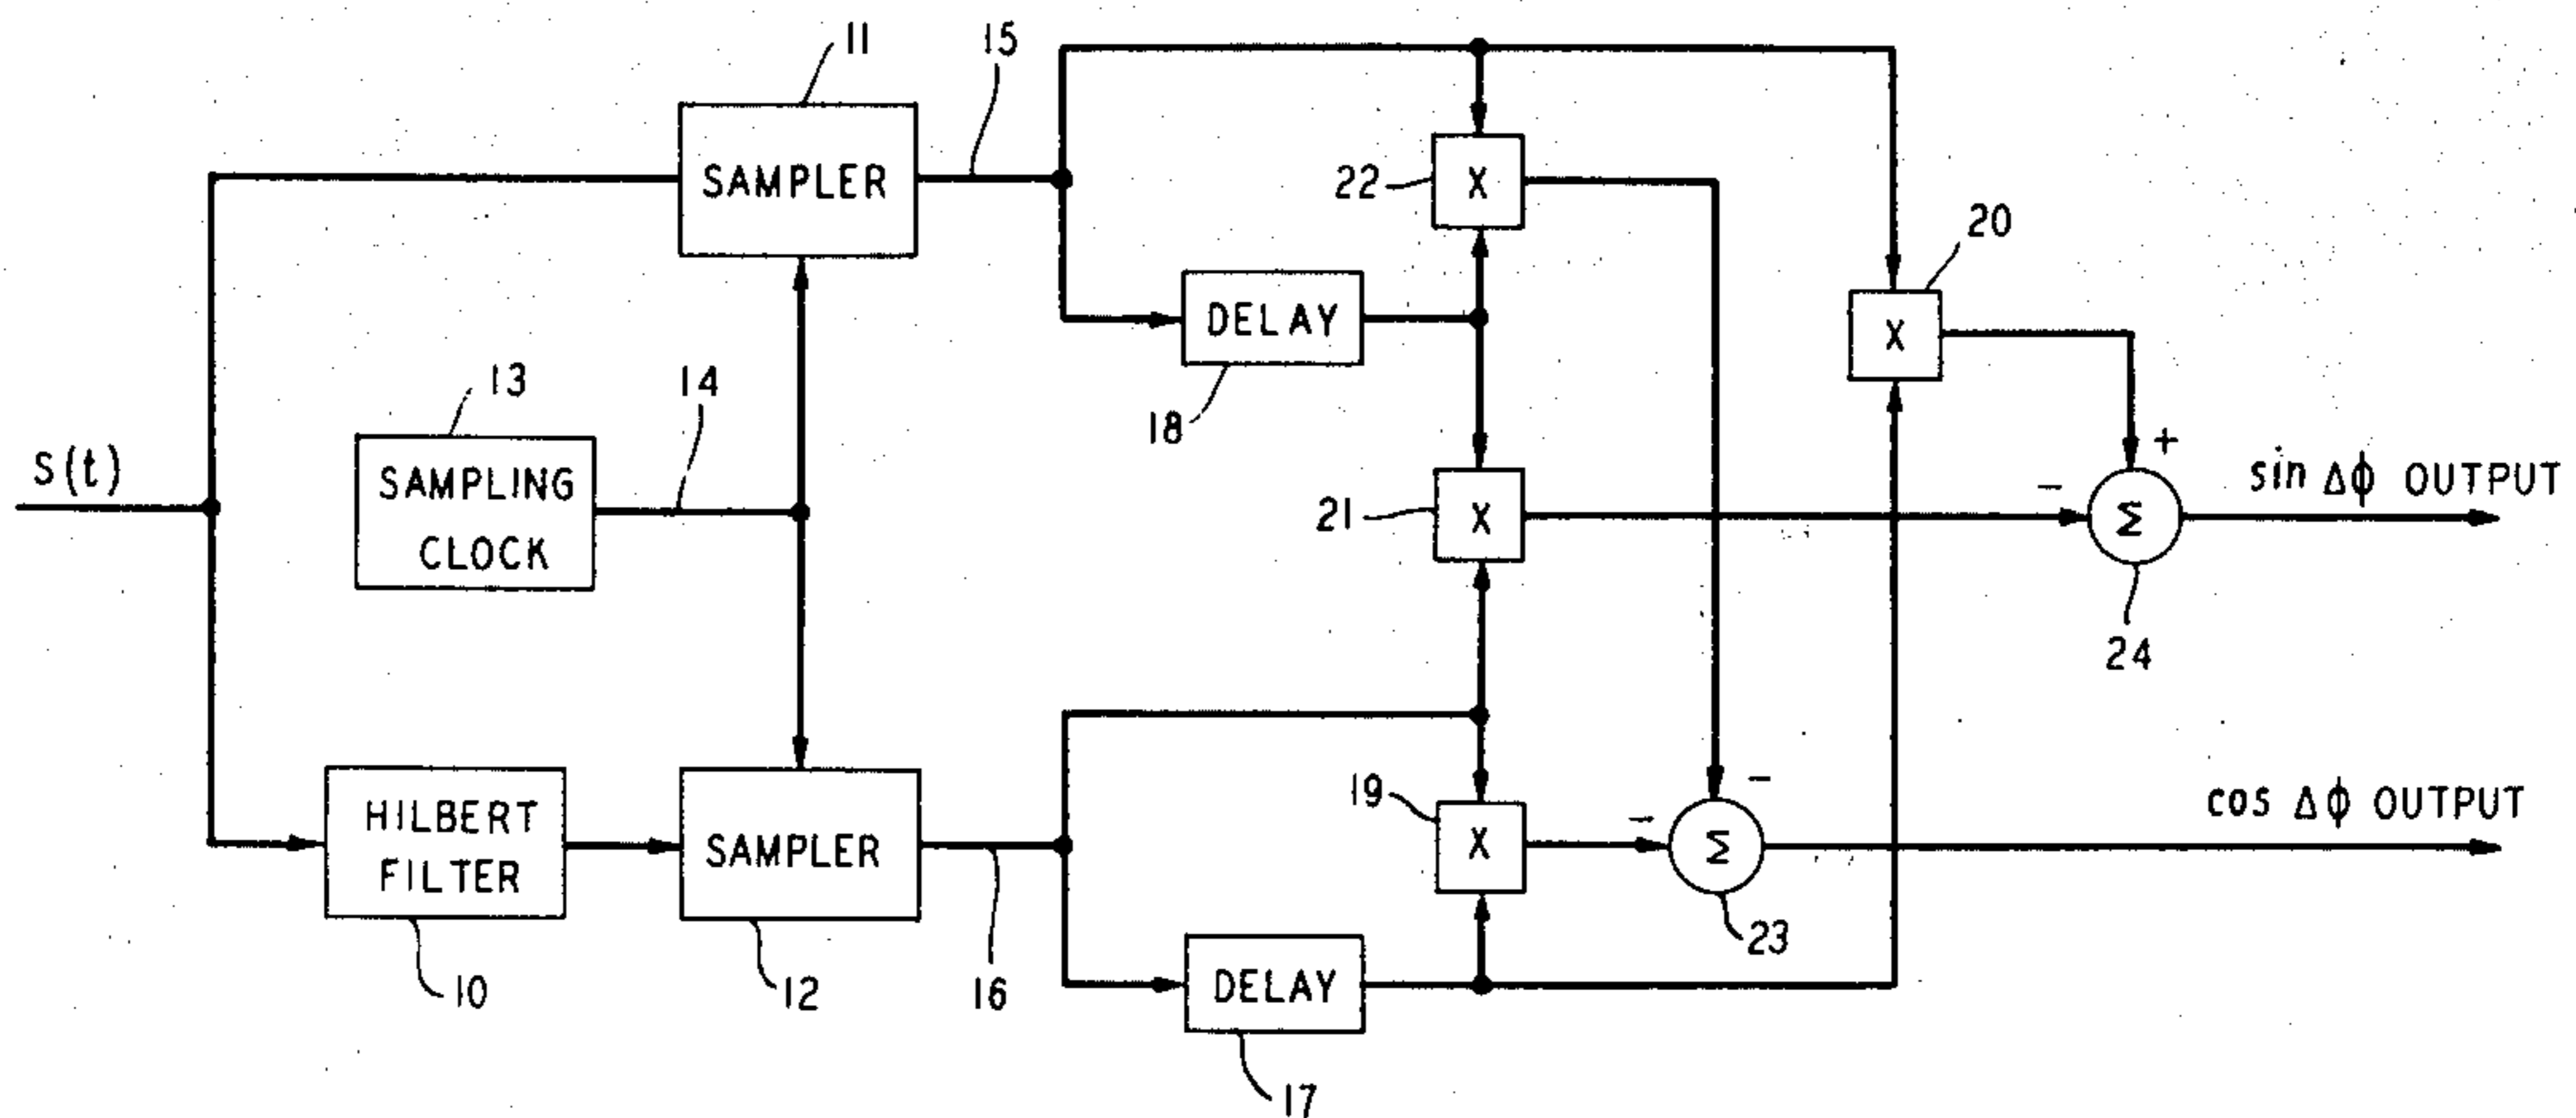 11
15
SAMPLER
22
X
20
DELAY
X
13
14
18
+
S(t)
SAMPLING
CLOCK
21
X
−
Σ
sin Δϕ OUTPUT
24
−
HILBERT
FILTER
SAMPLER
19
X
−
Σ
cos Δϕ OUTPUT
10
12
16
DELAY
23
17